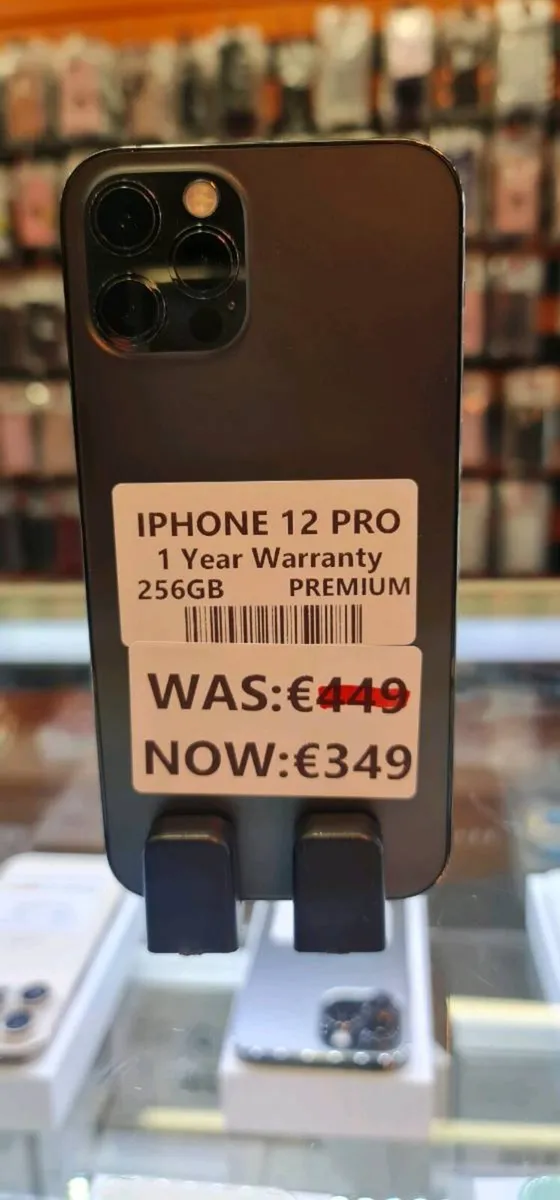 IPHONE 12 PRO
1 Year Warranty
256GB PREMIUM
WAS:€449
NOW:€349